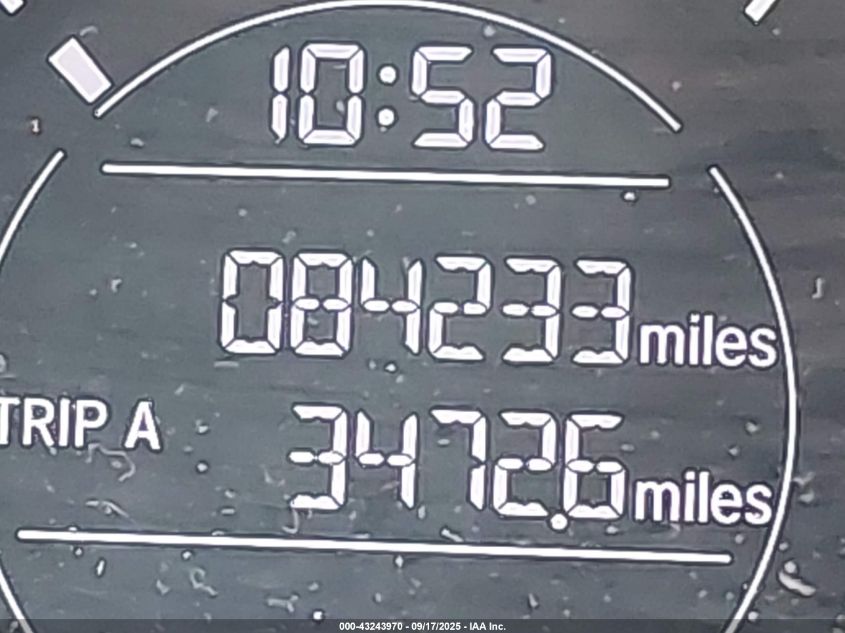 10:52
084233 miles
TRIP A 3472.6 miles
000-43243970 - 09/17/2025 - IAA Inc.